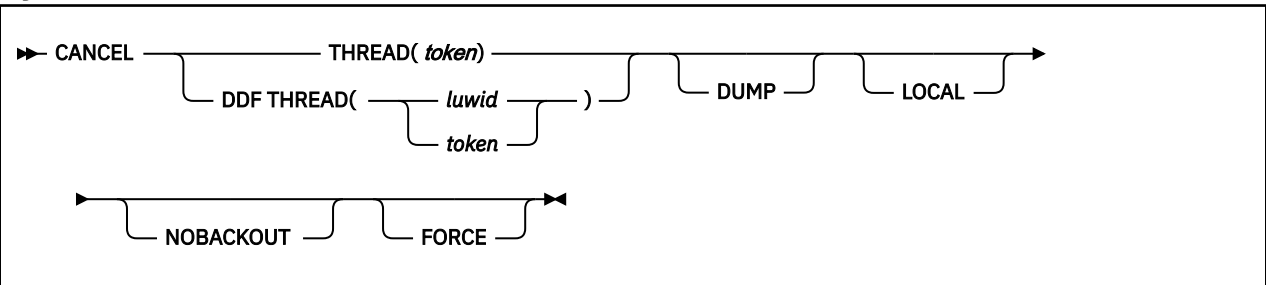 CANCEL THREAD( token)
DDF THREAD( luwid )
DUMP LOCAL
token
NOBACKOUT FORCE